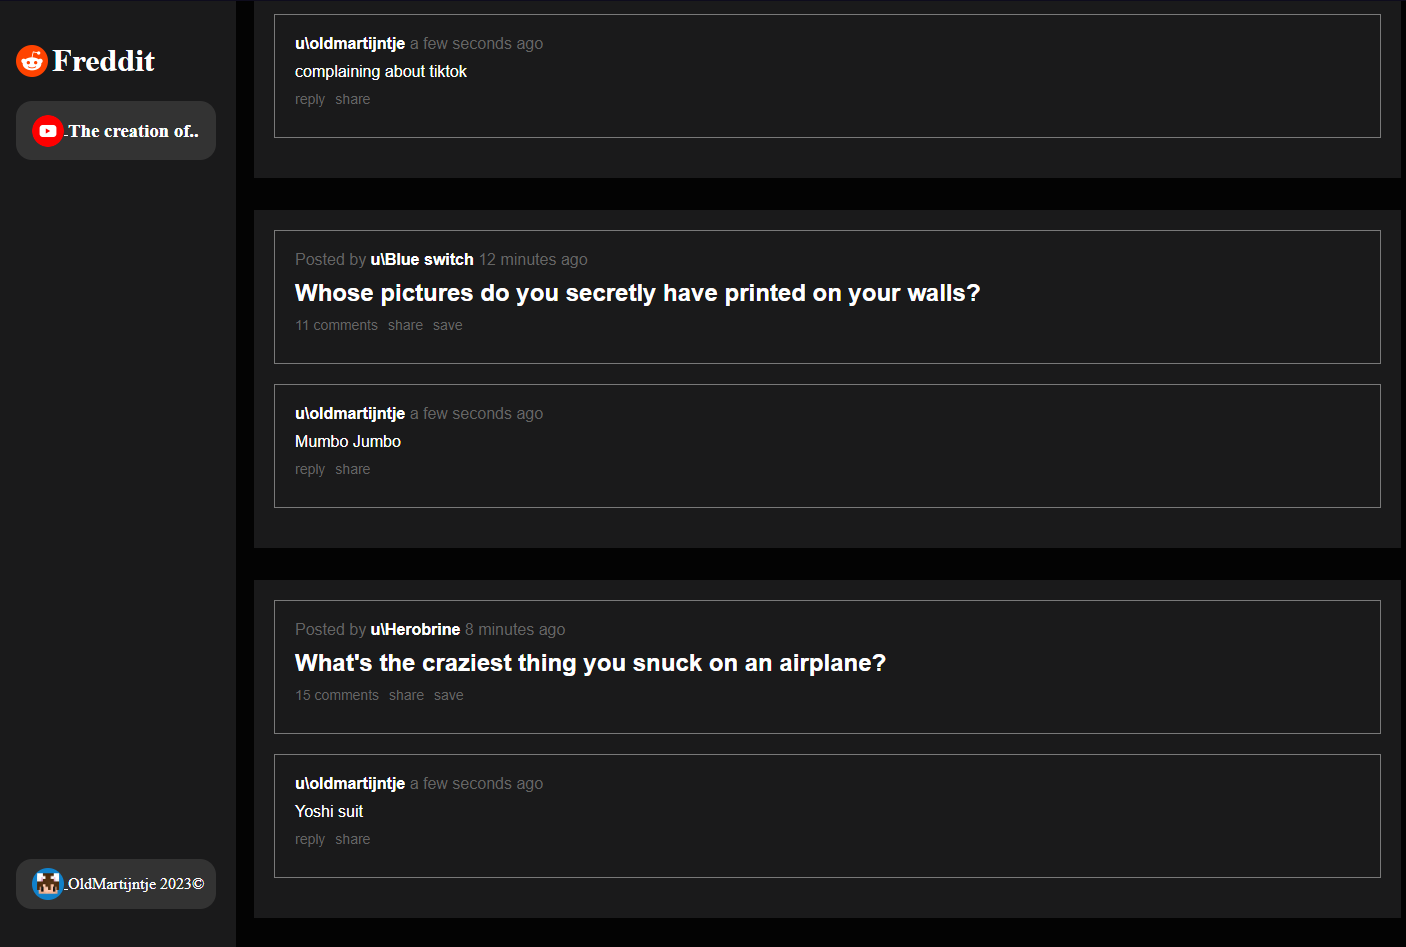 Freddit
The creation of..
OldMartijntje 2023©
u\oldmartijntje a few seconds ago
complaining about tiktok
reply share
Posted by u\Blue switch 12 minutes ago
Whose pictures do you secretly have printed on your walls?
11 comments share save
u\oldmartijntje a few seconds ago
Mumbo Jumbo
reply share
Posted by u\Herobrine 8 minutes ago
What's the craziest thing you snuck on an airplane?
15 comments share save
u\oldmartijntje a few seconds ago
Yoshi suit
reply share